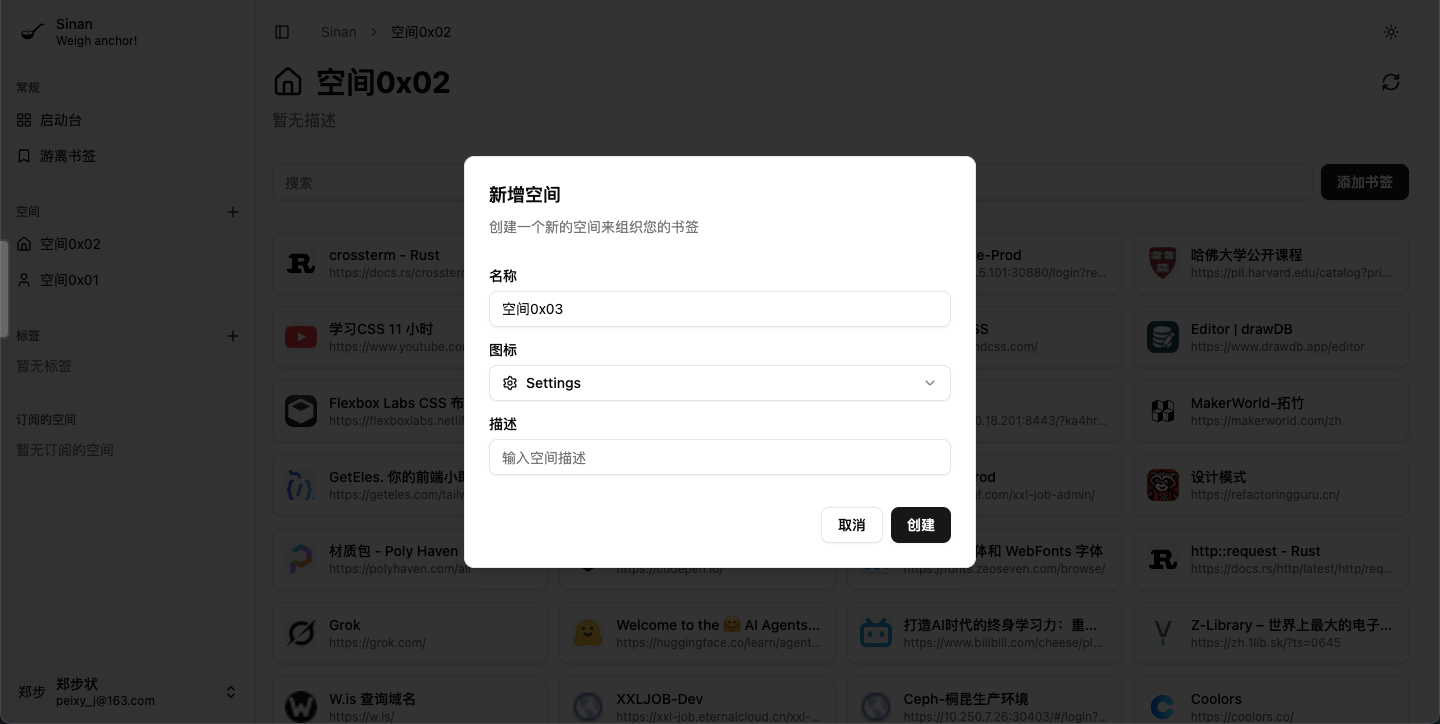 Sinan
Weigh anchor!
常规
启动台
游离书签
空间
空间0x02
空间0x01
标签
暂无标签
订阅的空间
暂无订阅的空间
郑步
郑步状
peixy_j@163.com
Sinan
空间0x02
空间0x02
暂无描述
搜索
添加书签
新增空间
创建一个新的空间来组织您的书签
名称
空间0x03
图标
Settings
描述
输入空间描述
取消
创建
crossterm - Rust
https://docs.rs/crossterm
e-Prod
.5.101:30880/login?re...
哈佛大学公开课程
https://pll.harvard.edu/catalog?pri...
学习CSS 11 小时
https://www.youtube.co
SS
ndcss.com/
Editor | drawDB
https://www.drawdb.app/editor
Flexbox Labs CSS 布
https://flexboxlabs.netli
0.18.201:8443/?ka4hr...
MakerWorld-拓竹
https://makerworld.com/zh
GetEles. 你的前端小
https://geteles.com/tailw
rod
f.com/xxl-job-admin/
设计模式
https://refactoringguru.cn/
材质包 - Poly Haven
https://polyhaven.com/all
https://codepen.io/
体和 WebFonts 字体
https://fonts.zeoseven.com/browse/
http::request - Rust
https://docs.rs/http/latest/http/req...
Grok
https://grok.com/
Welcome to the 🤗 AI Agents...
https://huggingface.co/learn/agent...
打造AI时代的终身学习力：重...
https://www.bilibili.com/cheese/pl...
Z-Library – 世界上最大的电子...
https://zh.1lib.sk/?ts=0645
W.is 查询域名
https://w.is/
XXLJOB-Dev
https://xxl-job.eternalcloud.cn/xxl-...
Ceph-桐昆生产环境
https://10.250.7.26:30403/#/login?...
Coolors
https://coolors.co/